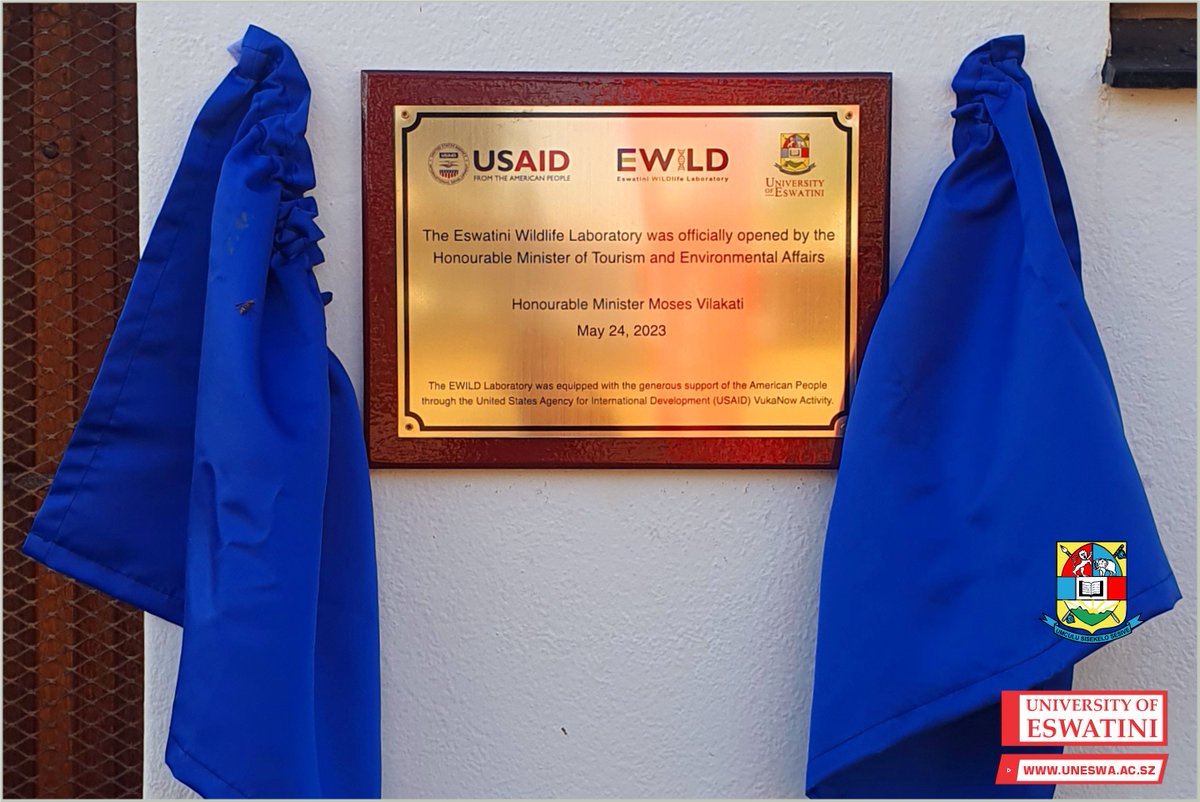 USAID
FROM THE AMERICAN PEOPLE
EWILD
Eswatini WILDlife Laboratory
UNIVERSITY
OF ESWATINI
The Eswatini Wildlife Laboratory was officially opened by the
Honourable Minister of Tourism and Environmental Affairs
Honourable Minister Moses Vilakati
May 24, 2023
The EWILD Laboratory was equipped with the generous support of the American People
through the United States Agency for International Development (USAID) VukaNow Activity.
UNIVERSITY OF
ESWATINI
WWW.UNESWA.AC.SZ